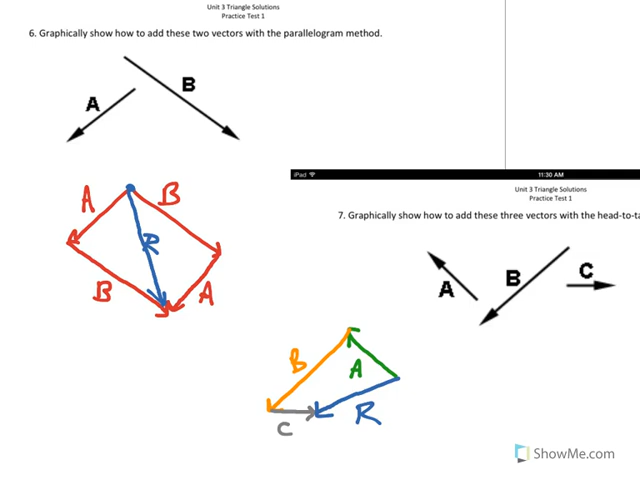 Unit 3 Triangle Solutions
Practice Test 1
6. Graphically show how to add these two vectors with the parallelogram method.
A
B
A
B
R
B
A
iPad
11:30 AM
Unit 3 Triangle Solutions
Practice Test 1
7. Graphically show how to add these three vectors with the head-to-ta
A
B
C
B
A
C
R
ShowMe.com